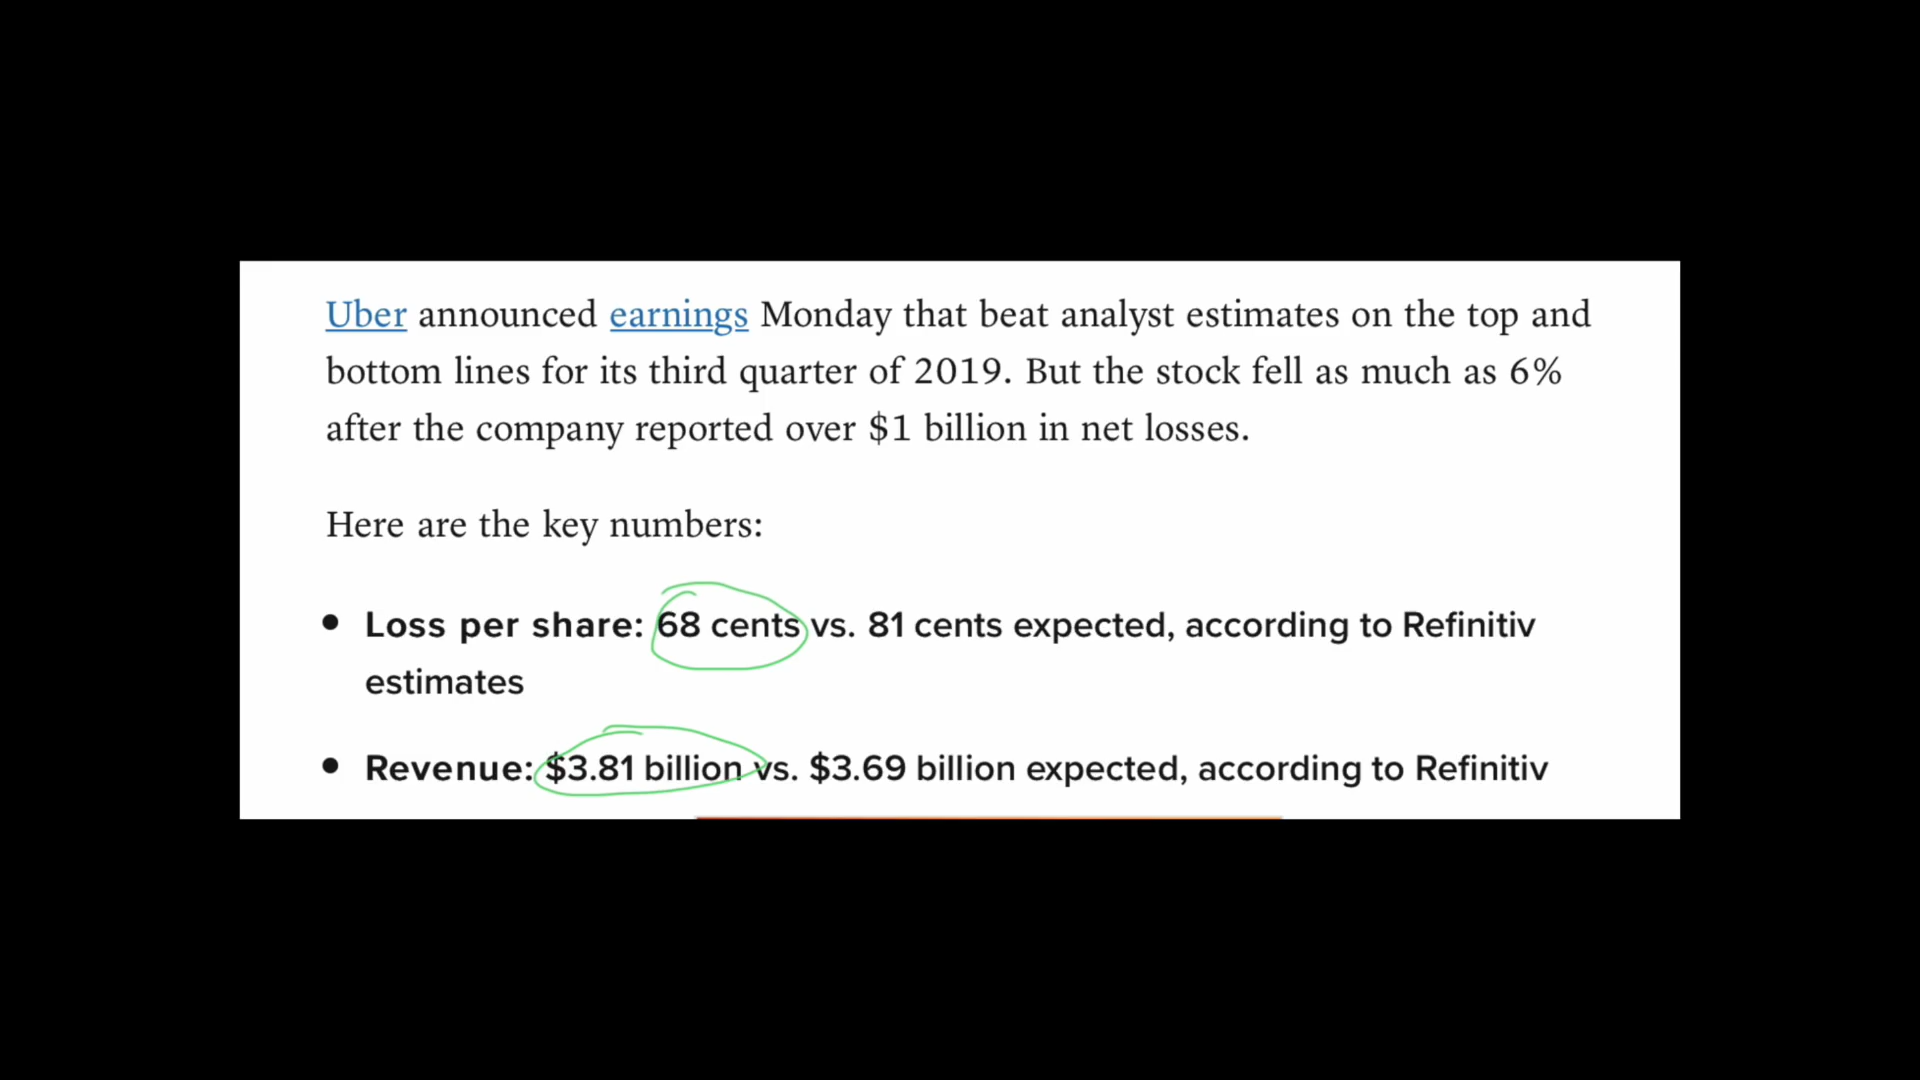 Uber announced earnings Monday that beat analyst estimates on the top and
bottom lines for its third quarter of 2019. But the stock fell as much as 6%
after the company reported over $1 billion in net losses.
Here are the key numbers:
• Loss per share: 68 cents vs. 81 cents expected, according to Refinitiv
estimates
• Revenue: $3.81 billion vs. $3.69 billion expected, according to Refinitiv